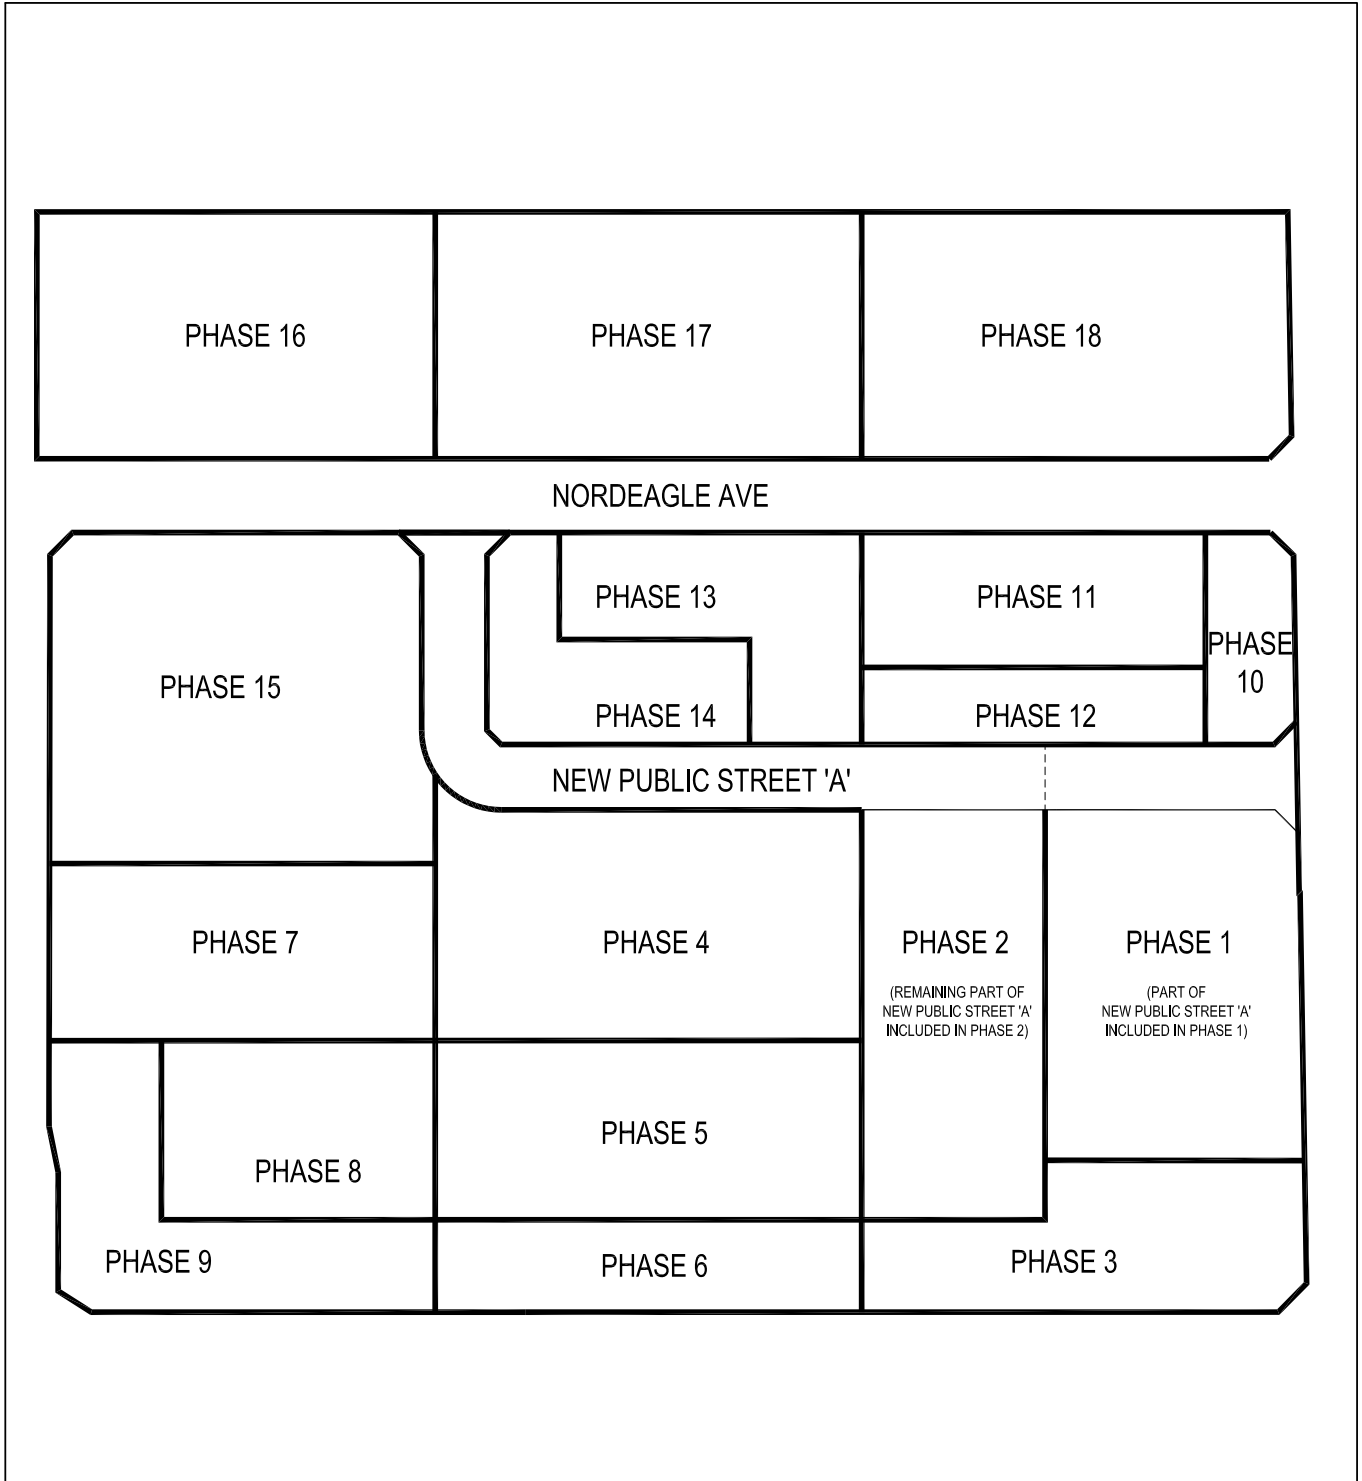 PHASE 16
PHASE 17
PHASE 18
NORDEAGLE AVE
PHASE 13
PHASE 11
PHASE
10
PHASE 15
PHASE 14
PHASE 12
NEW PUBLIC STREET 'A'
PHASE 7
PHASE 4
PHASE 2
(REMAINING PART OF
NEW PUBLIC STREET 'A'
INCLUDED IN PHASE 2)
PHASE 1
(PART OF
NEW PUBLIC STREET 'A'
INCLUDED IN PHASE 1)
PHASE 5
PHASE 8
PHASE 9
PHASE 6
PHASE 3